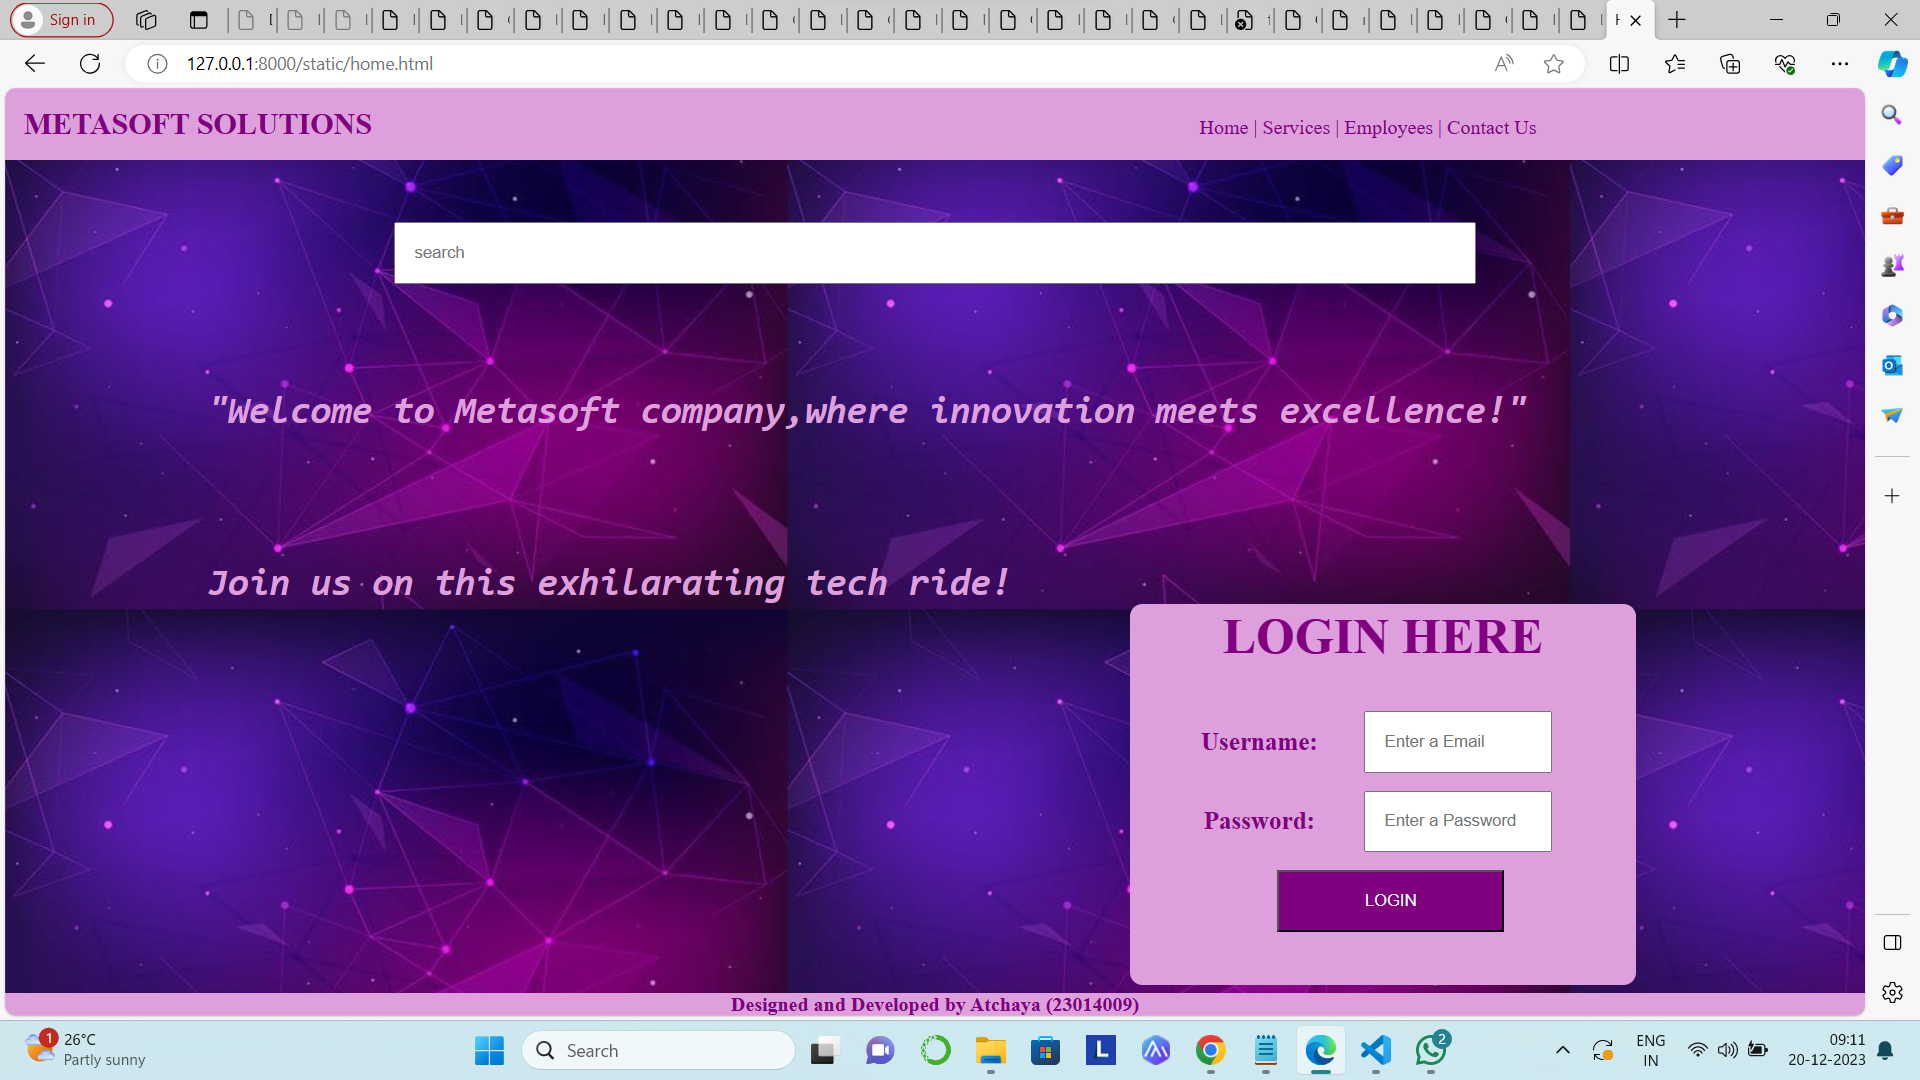 Sign in
127.0.0.1:8000/static/home.html
METASOFT SOLUTIONS
Home | Services | Employees | Contact Us
search
"Welcome to Metasoft company,where innovation meets excellence!"
Join us on this exhilarating tech ride!
LOGIN HERE
Username:
Enter a Email
Password:
Enter a Password
LOGIN
Designed and Developed by Atchaya (23014009)
1
26°C
Partly sunny
Search
L
2
ENG
IN
09:11
20-12-2023